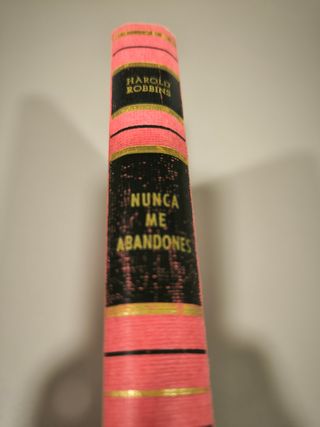 HAROLD
ROBBINS
NUNCA
ME
ABANDONES